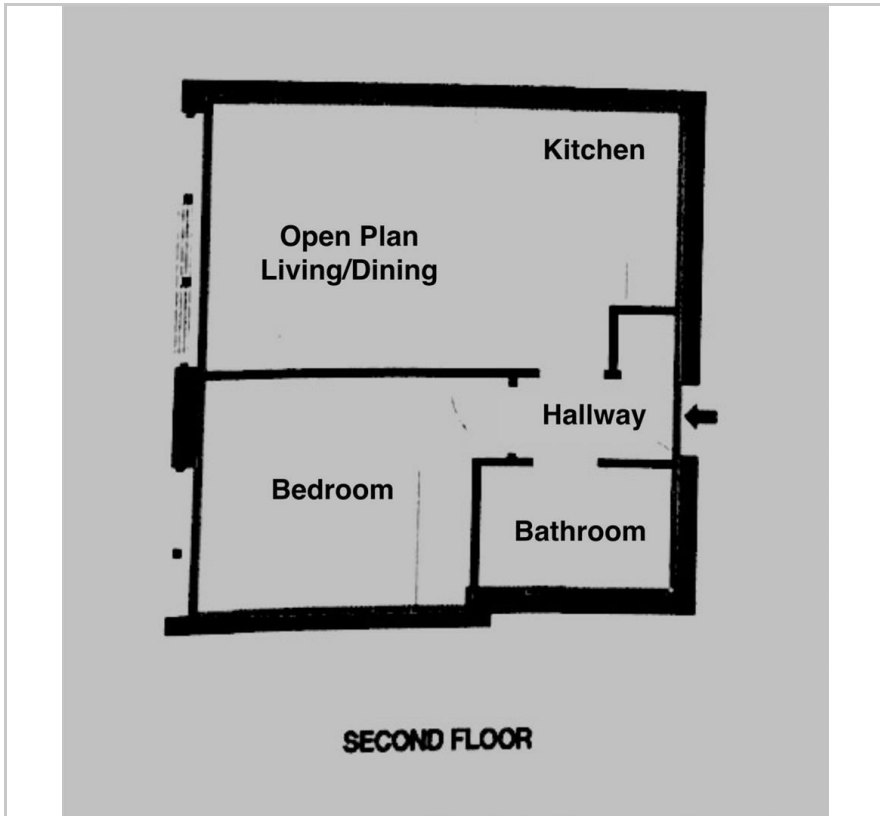 Kitchen
Open Plan
Living/Dining
Hallway
Bedroom
Bathroom
SECOND FLOOR